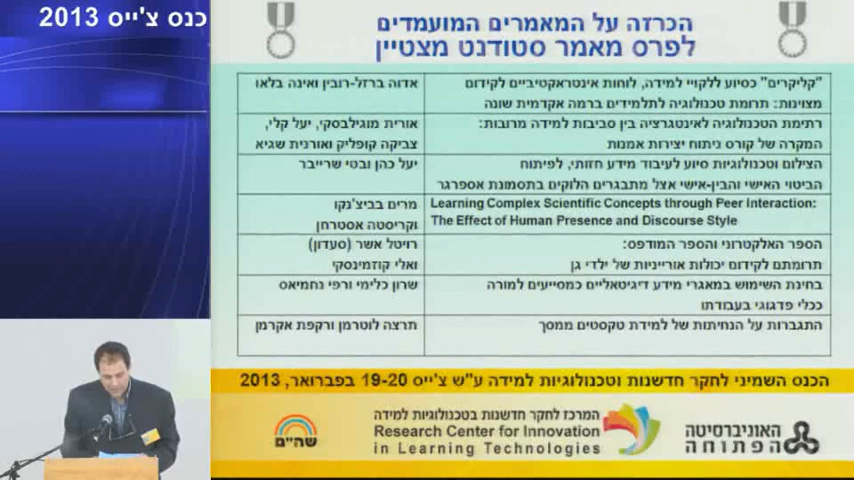 כנס צ'ייס 2013
הכרזה על המאמרים המועמדים
לפרס מאמר סטודנט מצטיין
"קליקרים" כסיוע ללקויי למידה, לוחות אינטראקטיביים לקידום
מצוינות: תרומת טכנולוגיה לתלמידים ברמה אקדמית שונה
אדוה ברזל-רובין ואינה בלאו
רתימת הטכנולוגיה לאינטגרציה בין סביבות למידה מרובות:
המקרה של קורס ניתוח יצירות אמנות
אורית מוגילבסקי, יעל קלי,
צביקה קופליק ואורנית שגיא
הצילום וטכנולוגיות סיוע לעיבוד מידע חזותי, לפיתוח
הביטוי האישי והבין-אישי אצל מתבגרים הלוקים בתסמונת אספרגר
יעל כהן ובטי שרייבר
Learning Complex Scientific Concepts through Peer Interaction:
The Effect of Human Presence and Discourse Style
מרים בביצ'נקו
וקריסטה אסטרחן
הספר האלקטרוני והספר המודפס:
תרומתם לקידום יכולות אורייניות של ילדי גן
רויטל אשר (סעדון)
ואלי קוזמינסקי
בחינת השימוש במאגרי מידע דיגיטאליים כמסייעים למורה
ככלי פדגוגי בעבודתו
שרון כלימי ורפי נחמיאס
התגברות על הנחיתות של למידת טקסטים ממסך
תרצה לוטרמן ורקפת אקרמן
הכנס השמיני לחקר חדשנות וטכנולוגיות למידה ע"ש צ'ייס 19-20 בפברואר, 2013
האוניברסיטה
הפתוחה
המרכז לחקר חדשנות בטכנולוגיות למידה
Research Center for Innovation
in Learning Technologies
שה"ם